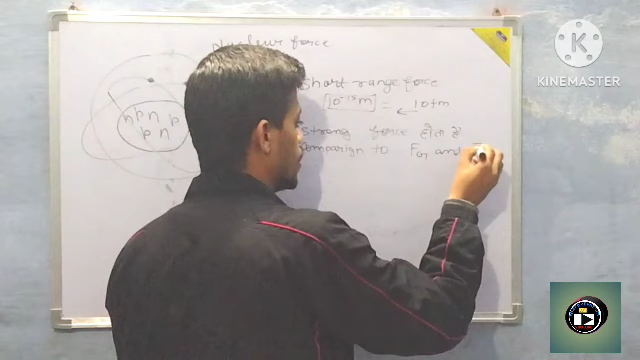 Nuclear force
Short range force
[10⁻¹⁵m] = 10fm
strong force होता है
comparign to F_G and
n p n p
p n
KINEMASTER